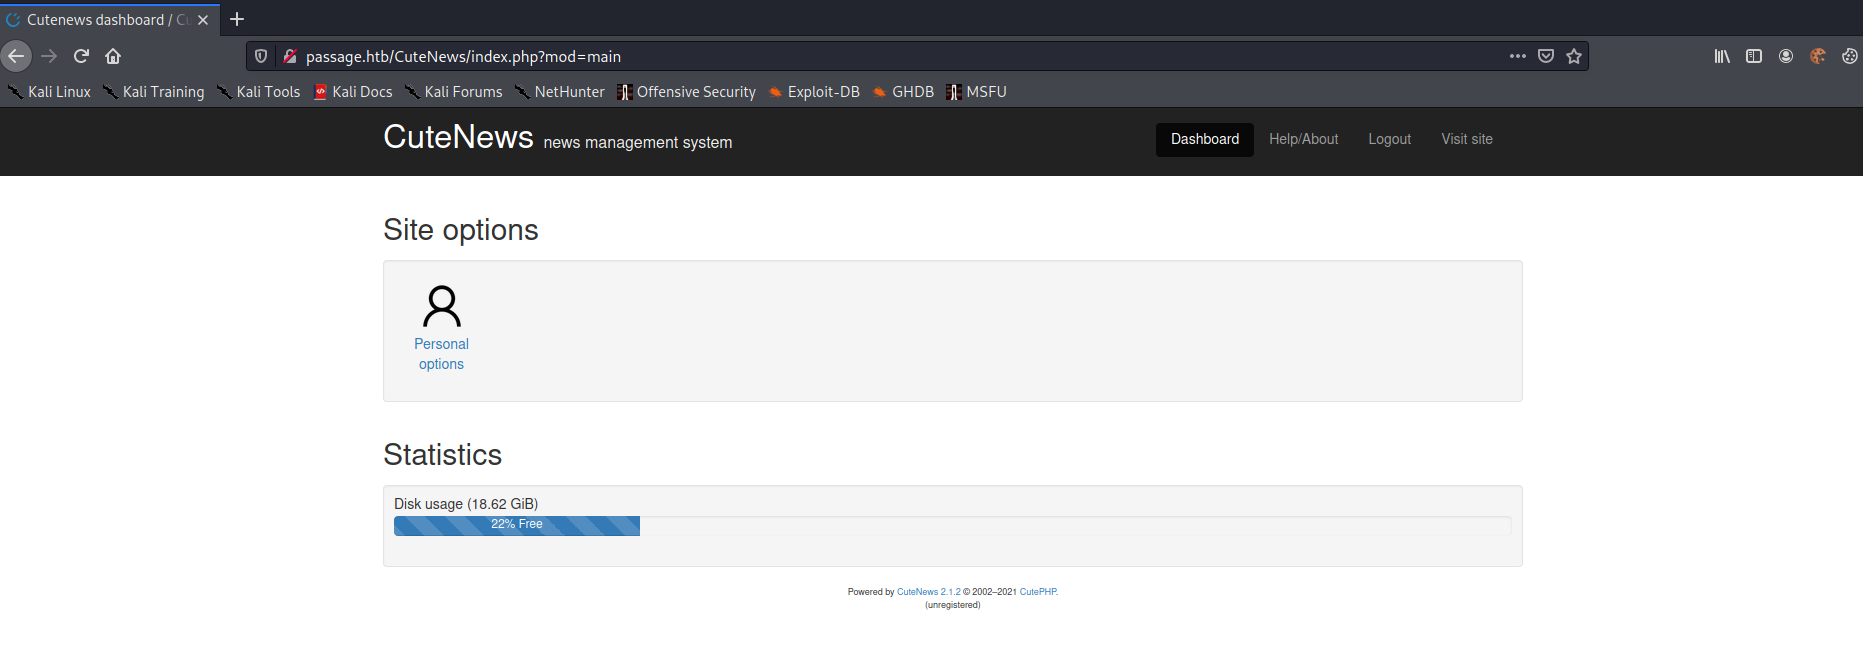 Cutenews dashboard / Cu
passage.htb/CuteNews/index.php?mod=main
Kali Linux Kali Training Kali Tools Kali Docs Kali Forums NetHunter Offensive Security Exploit-DB GHDB MSFU
CuteNews news management system Dashboard Help/About Logout Visit site
Site options
Personal
options
Statistics
Disk usage (18.62 GiB)
22% Free
Powered by CuteNews 2.1.2 © 2002–2021 CutePHP.
(unregistered)